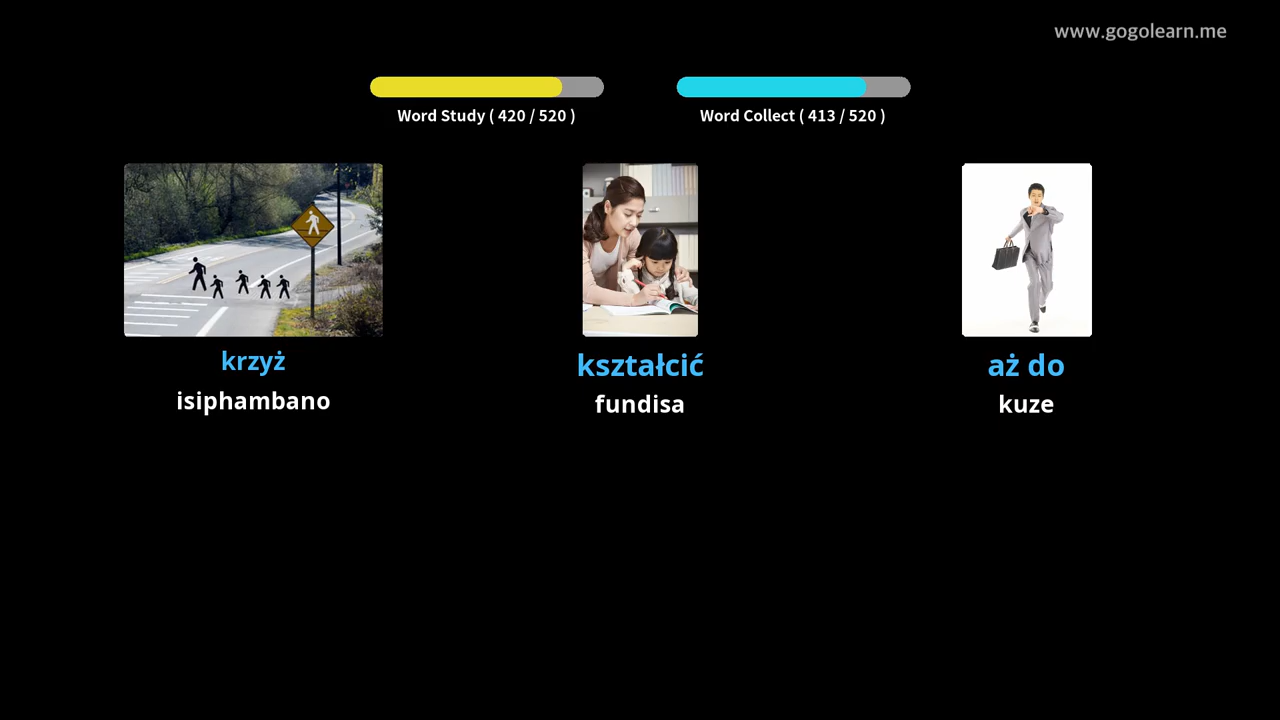 www.gogolearn.me
Word Study ( 420 / 520 )
Word Collect ( 413 / 520 )
krzyż
kształcić
aż do
isiphambano
fundisa
kuze